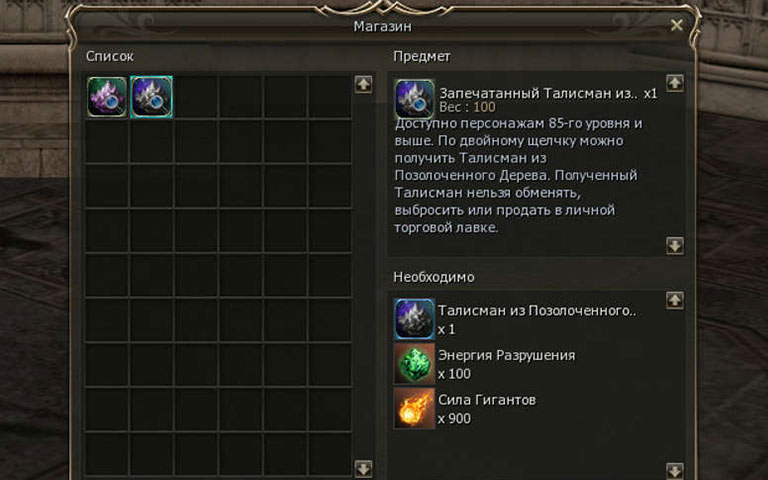 Магазин
Список
Предмет
Запечатанный Талисман из.. x1
Вес : 100
Доступно персонажам 85-го уровня и
выше. По двойному щелчку можно
получить Талисман из
Позолоченного Дерева. Полученный
Талисман нельзя обменять,
выбросить или продать в личной
торговой лавке.
Необходимо
Талисман из Позолоченного..
x 1
Энергия Разрушения
x 100
Сила Гигантов
x 900